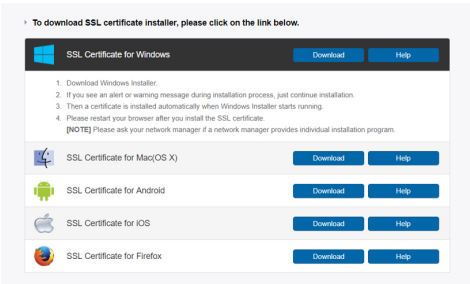 To download SSL certificate installer, please click on the link below.
SSL Certificate for Windows Download Help
1. Download Windows Installer.
2. If you see an alert or warning message during installation process, just continue installation.
3. Then a certificate is installed automatically when Windows Installer starts running.
4. Please restart your browser after you install the SSL certificate.
[NOTE] Please ask your network manager if a network manager provides individual installation program.
SSL Certificate for Mac(OS X) Download Help
SSL Certificate for Android Download Help
SSL Certificate for iOS Download Help
SSL Certificate for Firefox Download Help